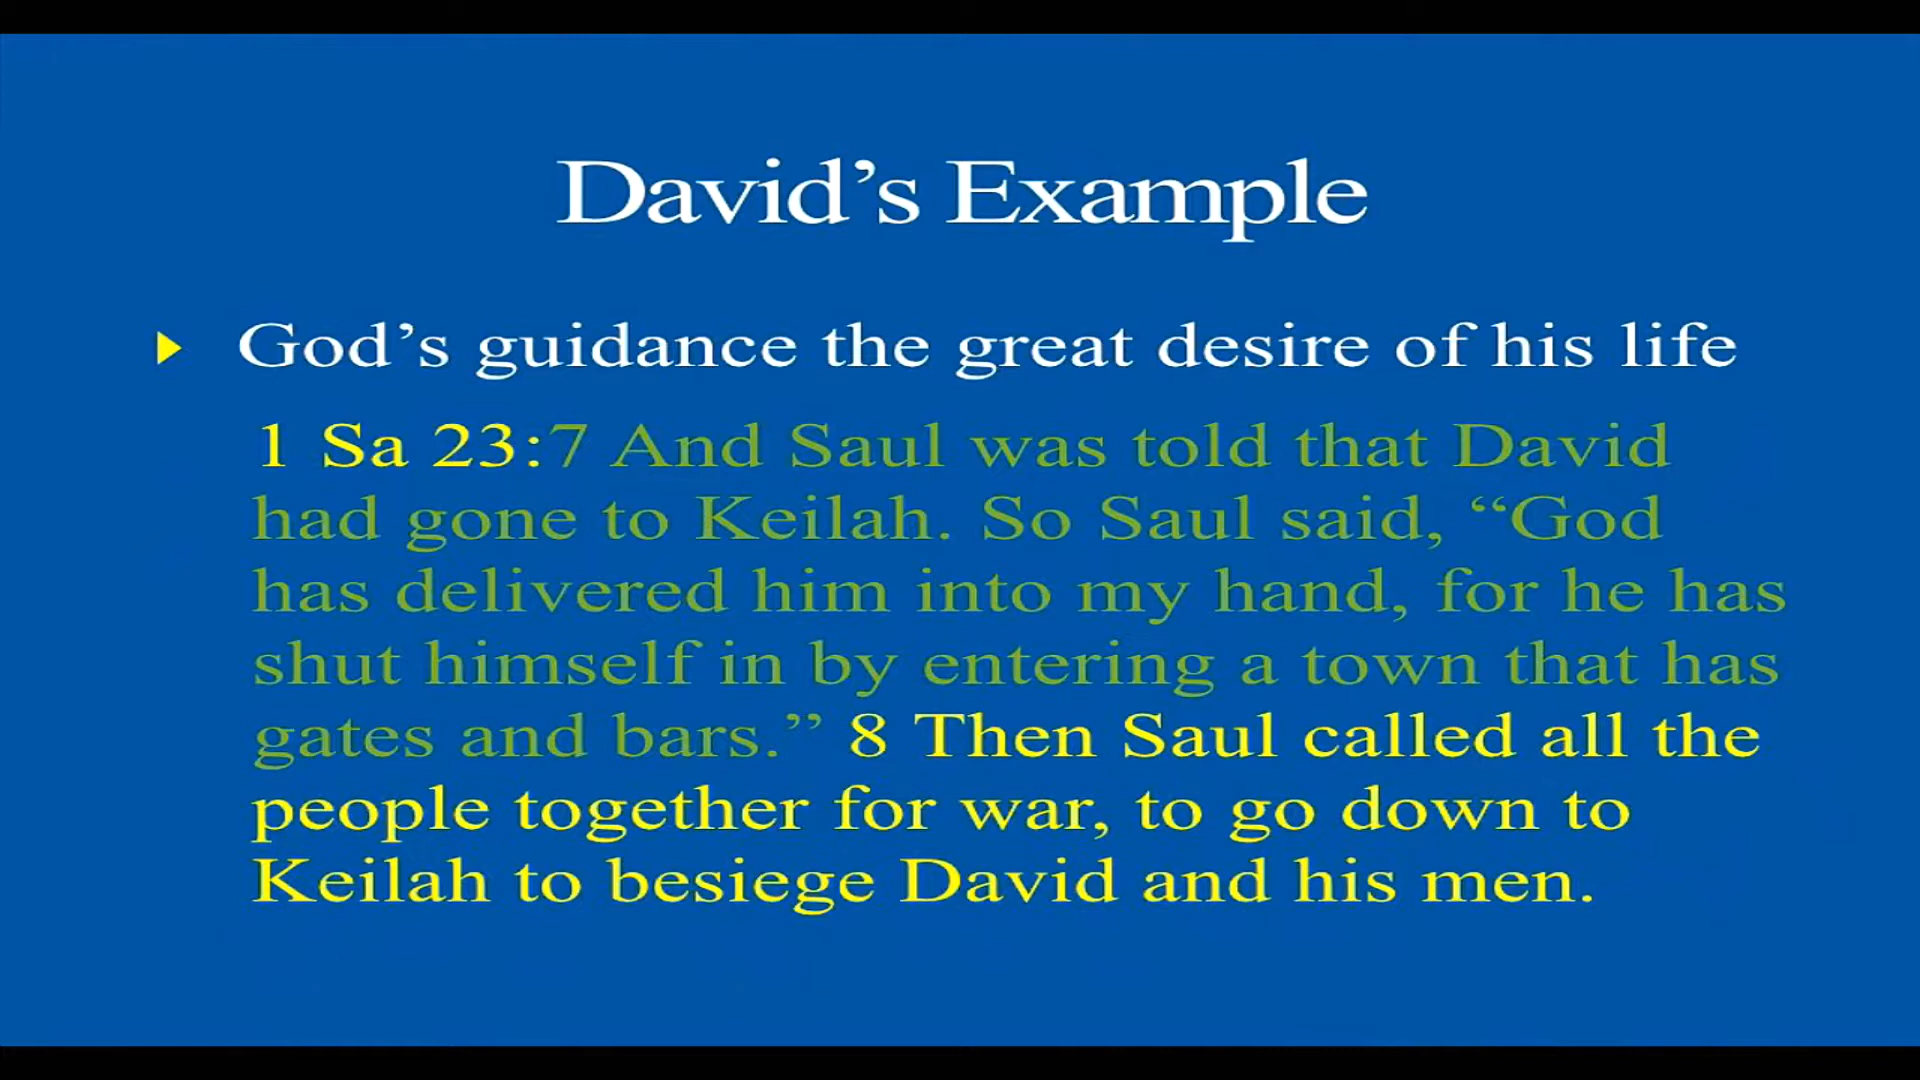 David’s Example
God’s guidance the great desire of his life
1 Sa 23:7 And Saul was told that David
had gone to Keilah. So Saul said, “God
has delivered him into my hand, for he has
shut himself in by entering a town that has
gates and bars.” 8 Then Saul called all the
people together for war, to go down to
Keilah to besiege David and his men.